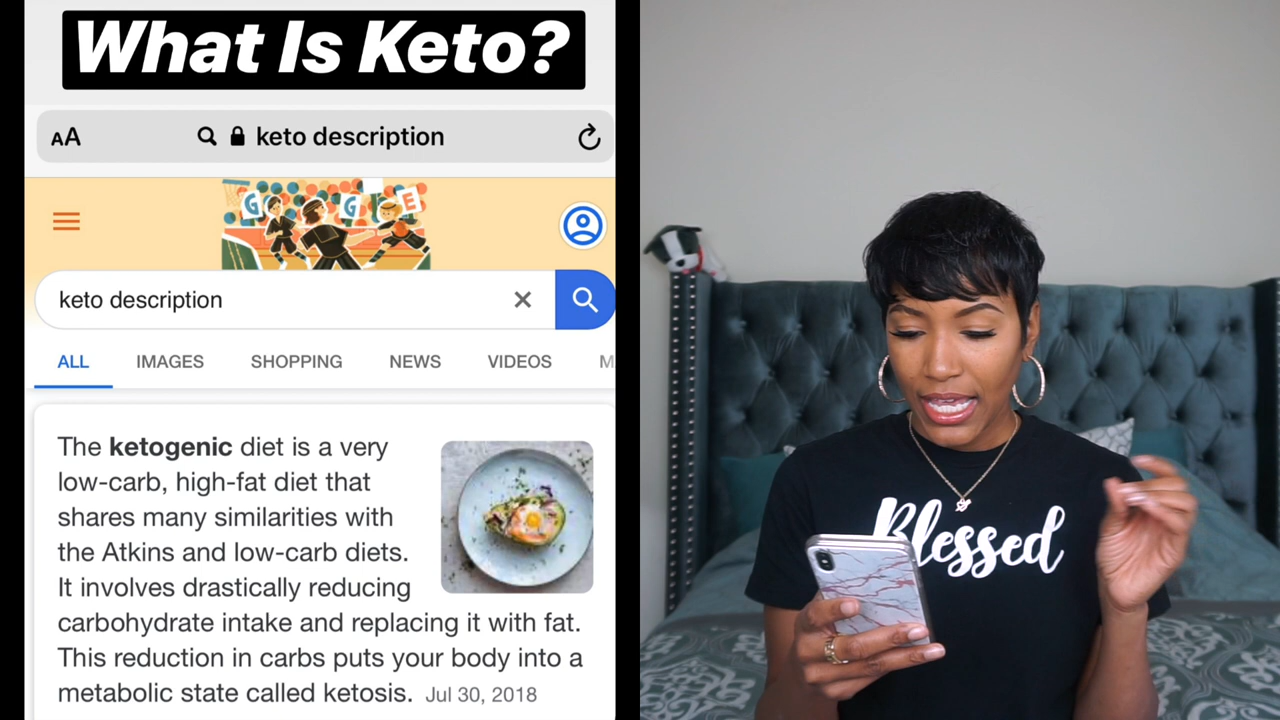 What Is Keto?
AA keto description
G G E
keto description
ALL IMAGES SHOPPING NEWS VIDEOS M
The ketogenic diet is a very
low-carb, high-fat diet that
shares many similarities with
the Atkins and low-carb diets.
It involves drastically reducing
carbohydrate intake and replacing it with fat.
This reduction in carbs puts your body into a
metabolic state called ketosis. Jul 30, 2018
Blessed